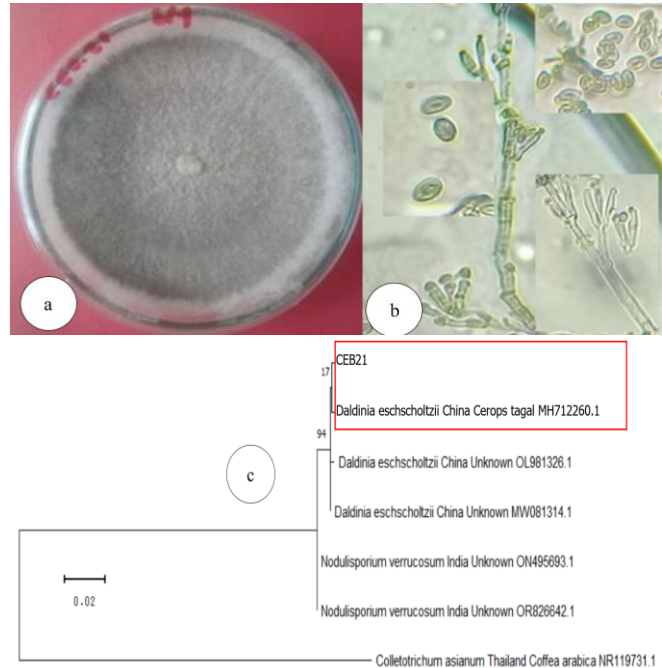 a
b
CEB21
17
Daldinia eschscholtzii China Cerops tagal MH712260.1
94
c
Daldinia eschscholtzii China Unknown OL981326.1
Daldinia eschscholtzii China Unknown MW081314.1
Nodulisporium verrucosum India Unknown ON495693.1
0.02
Nodulisporium verrucosum India Unknown OR826642.1
Colletotrichum asianum Thailand Coffea arabica NR119731.1